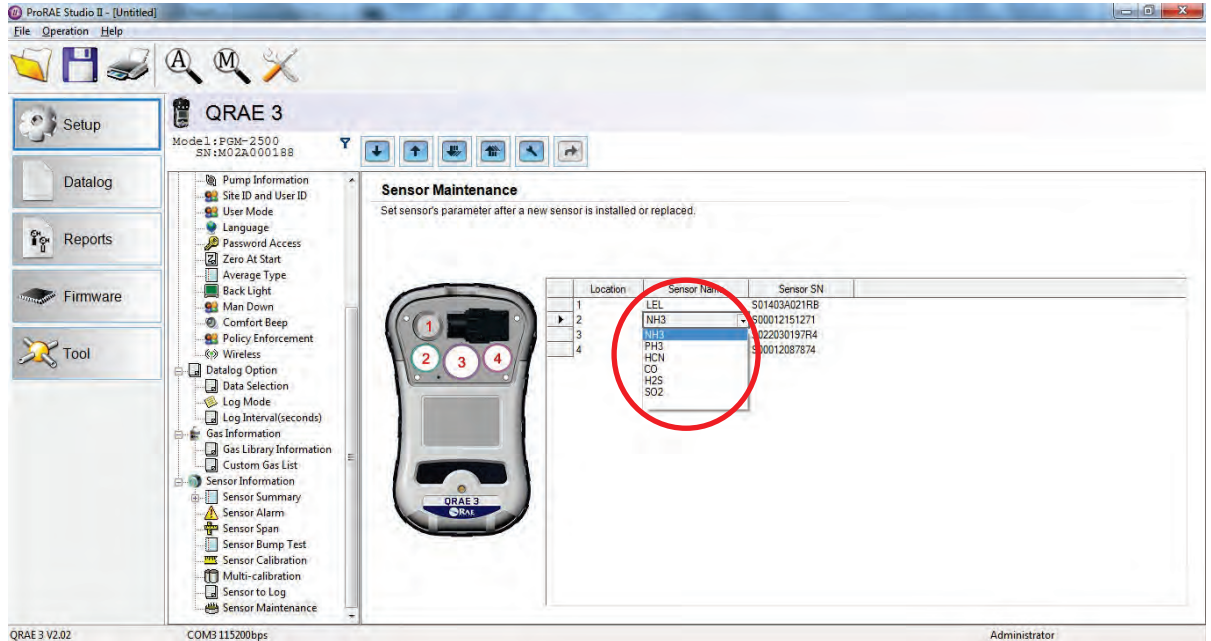 ProRAE Studio II - [Untitled]
File Operation Help
A M
QRAE 3
Model:PGM-2500
SN:M02A000188
Setup
Datalog
Reports
Firmware
Tool
Pump Information
Site ID and User ID
User Mode
Language
Password Access
Zero At Start
Average Type
Back Light
Man Down
Comfort Beep
Policy Enforcement
Wireless
Datalog Option
Data Selection
Log Mode
Log Interval(seconds)
Gas Information
Gas Library Information
Custom Gas List
Sensor Information
Sensor Summary
Sensor Alarm
Sensor Span
Sensor Bump Test
Sensor Calibration
Multi-calibration
Sensor to Log
Sensor Maintenance
Sensor Maintenance
Set sensor's parameter after a new sensor is installed or replaced.
1
2 3 4
QRAE 3
RAE
Location Sensor Name Sensor SN
1 LEL S01403A021RB
2 NH3 S00012151271
3 S022030197R4
4 S00012087874
NH3
PH3
HCN
CO
H2S
SO2
QRAE 3 V2.02 COM3 115200bps Administrator